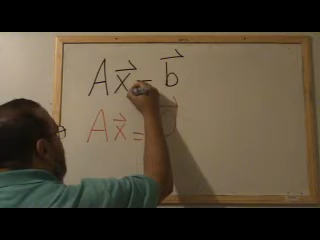 Ax⃗ = b⃗
Ax⃗ =